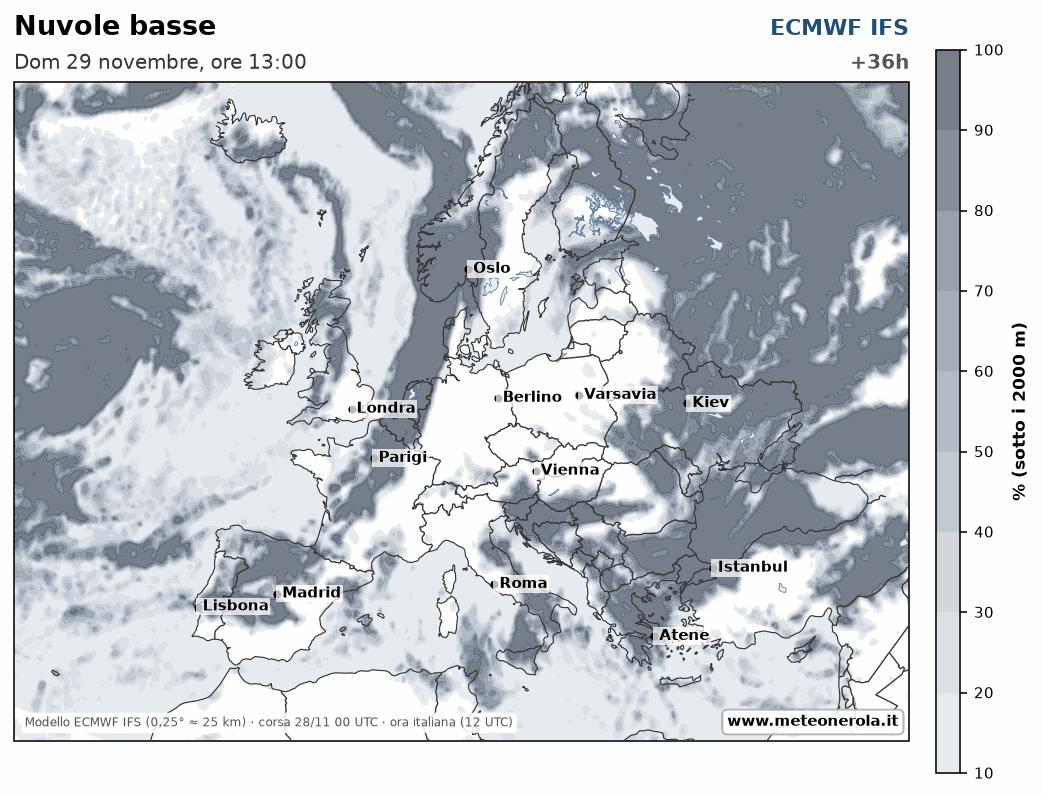 Nuvole basse
ECMWF IFS
Dom 29 novembre, ore 13:00
+36h
Oslo
Londra
Berlino
Varsavia
Kiev
Parigi
Vienna
Istanbul
Roma
Madrid
Lisbona
Atene
Modello ECMWF IFS (0,25° ≈ 25 km) · corsa 28/11 00 UTC · ora italiana (12 UTC)
www.meteonerola.it
100
90
80
70
60
50
40
30
20
10
% (sotto i 2000 m)